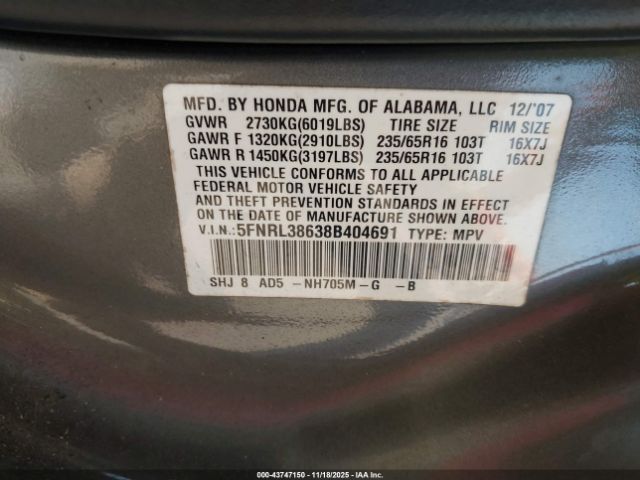 MFD. BY HONDA MFG. OF ALABAMA, LLC 12/'07
GVWR 2730KG(6019LBS) TIRE SIZE RIM SIZE
GAWR F 1320KG(2910LBS) 235/65R16 103T 16X7J
GAWR R 1450KG(3197LBS) 235/65R16 103T 16X7J
THIS VEHICLE CONFORMS TO ALL APPLICABLE
FEDERAL MOTOR VEHICLE SAFETY
AND THEFT PREVENTION STANDARDS IN EFFECT
ON THE DATE OF MANUFACTURE SHOWN ABOVE.
V.I.N.:5FNRL38638B404691 TYPE: MPV
SHJ 8 AD5 -NH705M-G -B
000-43747150 - 11/18/2025 - IAAI.com